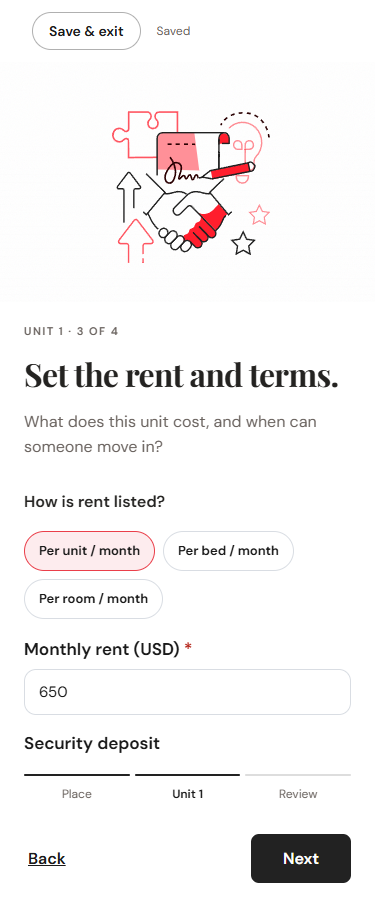 Save & exit
Saved
UNIT 1 · 3 OF 4
Set the rent and terms.
What does this unit cost, and when can
someone move in?
How is rent listed?
Per unit / month
Per bed / month
Per room / month
Monthly rent (USD) *
650
Security deposit
Place
Unit 1
Review
Back
Next